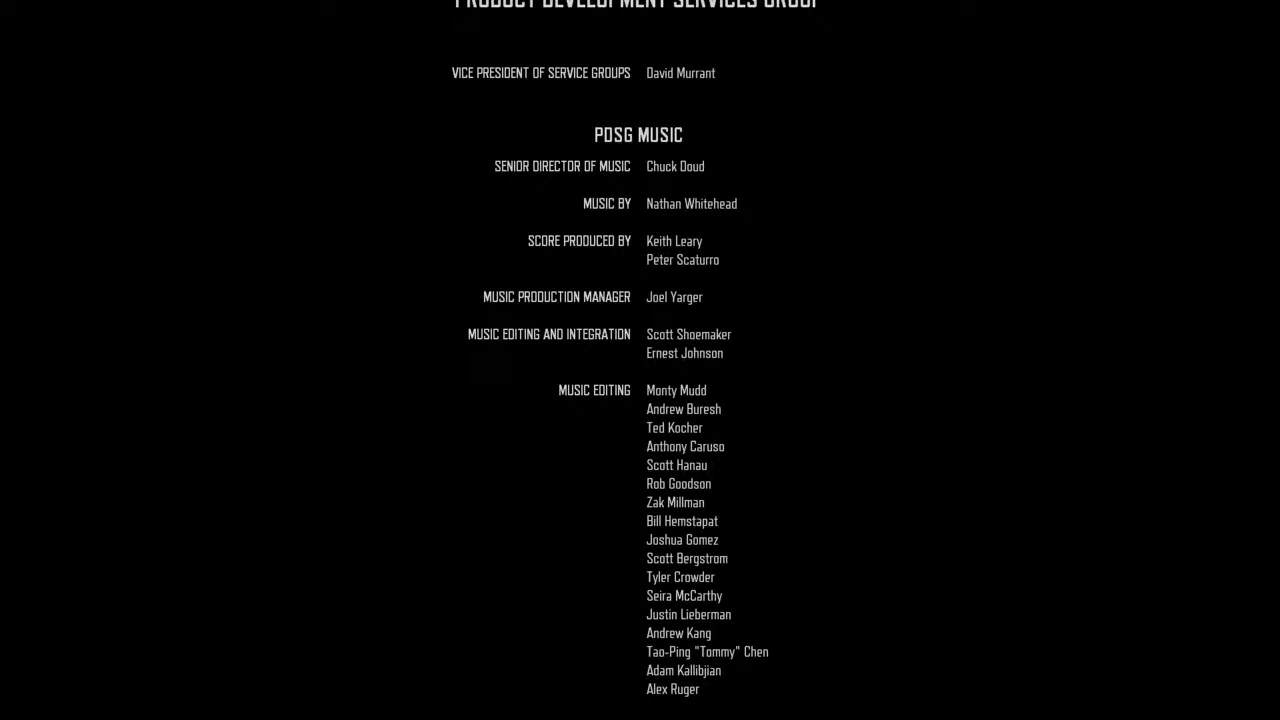 PRODUCT DEVELOPMENT SERVICES GROUP
VICE PRESIDENT OF SERVICE GROUPS David Murrant
PDSG MUSIC
SENIOR DIRECTOR OF MUSIC Chuck Doud
MUSIC BY Nathan Whitehead
SCORE PRODUCED BY Keith Leary
Peter Scaturro
MUSIC PRODUCTION MANAGER Joel Yarger
MUSIC EDITING AND INTEGRATION Scott Shoemaker
Ernest Johnson
MUSIC EDITING Monty Mudd
Andrew Buresh
Ted Kocher
Anthony Caruso
Scott Hanau
Rob Goodson
Zak Millman
Bill Hemstapat
Joshua Gomez
Scott Bergstrom
Tyler Crowder
Seira McCarthy
Justin Lieberman
Andrew Kang
Tao-Ping "Tommy" Chen
Adam Kallibjian
Alex Ruger